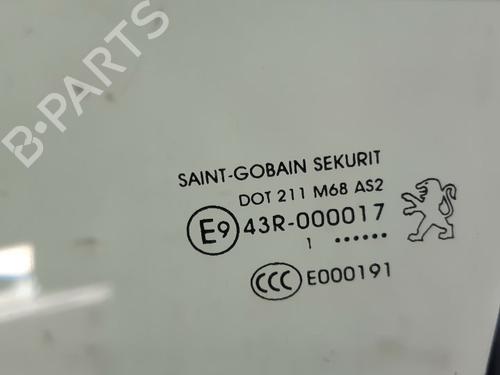 B-PARTS
SAINT-GOBAIN SEKURIT
DOT 211 M68 AS2
E9 43R-000017
1 ••••••
CCC E000191